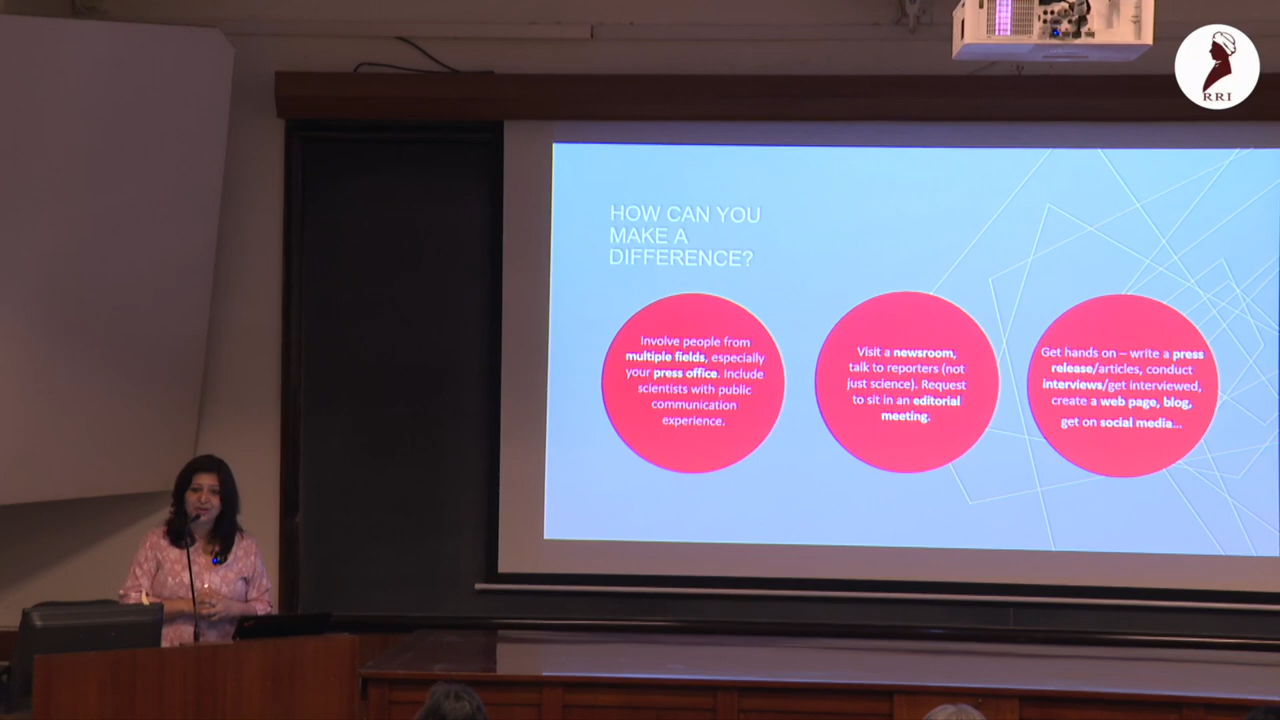 RRI
HOW CAN YOU
MAKE A
DIFFERENCE?
Involve people from
multiple fields, especially
your press office. Include
scientists with public
communication
experience.
Visit a newsroom,
talk to reporters (not
just science). Request
to sit in an editorial
meeting.
Get hands on – write a press
release/articles, conduct
interviews/get interviewed,
create a web page, blog,
get on social media...